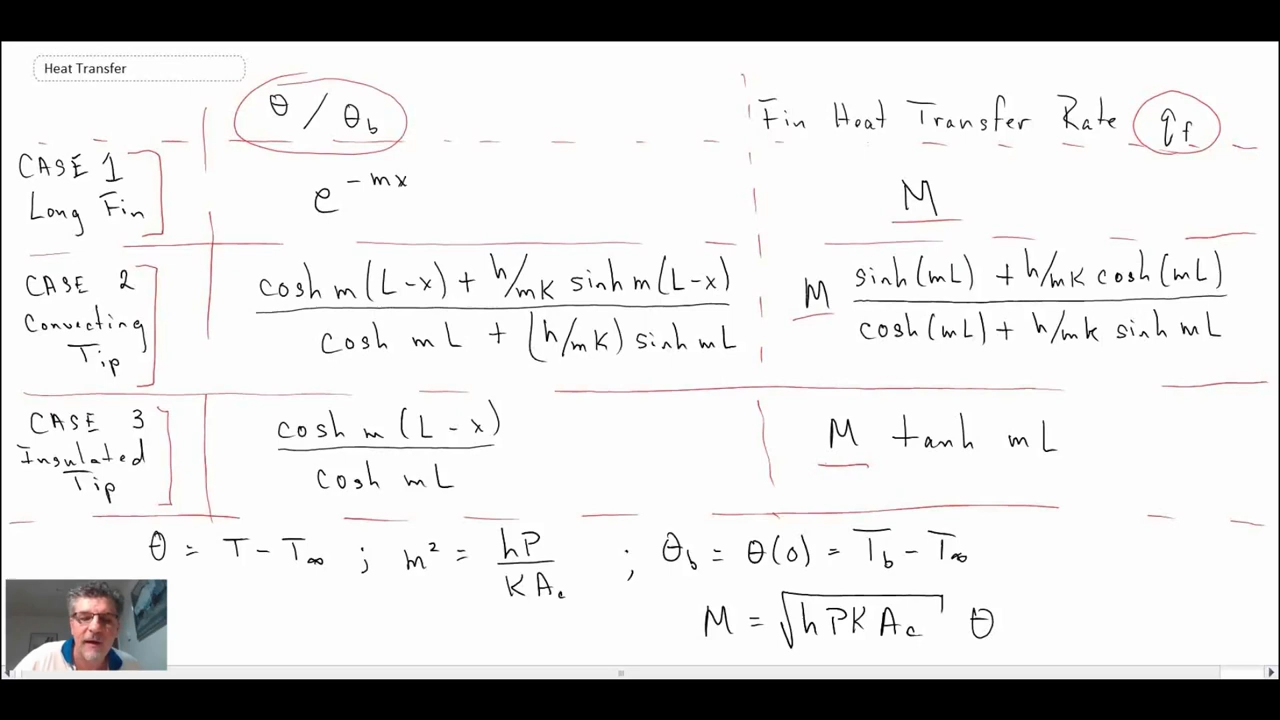 Heat Transfer
θ / θb
Fin Heat Transfer Rate qf
CASE 1
Long Fin
e^-mx
M
CASE 2
Convecting
Tip
cosh m(L-x) + h/mK sinh m(L-x)
cosh mL + (h/mK) sinh mL
M sinh(mL) + h/mK cosh(mL)
cosh(mL) + h/mk sinh mL
CASE 3
Insulated
Tip
cosh m (L-x)
cosh mL
M tanh mL
θ = T - T∞ ; m² = hP / KAc ; θb = θ(0) = Tb - T∞
M = √hPKAc θ